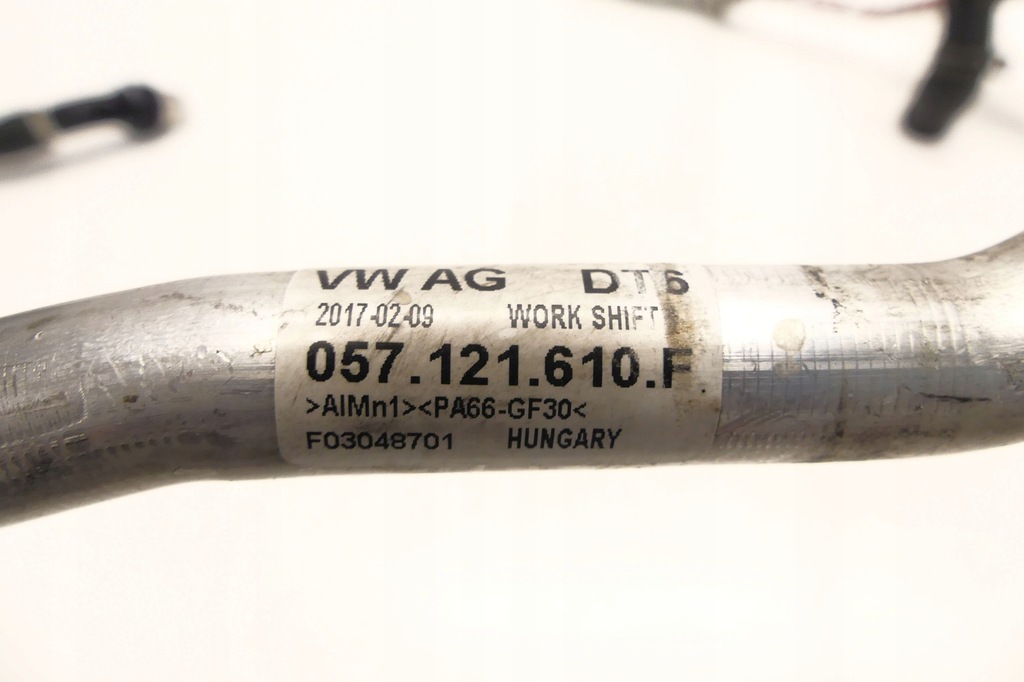 VW AG DT6
2017-02-09 WORK SHIFT
057.121.610.F
>AlMn1><PA66-GF30<
F03048701 HUNGARY